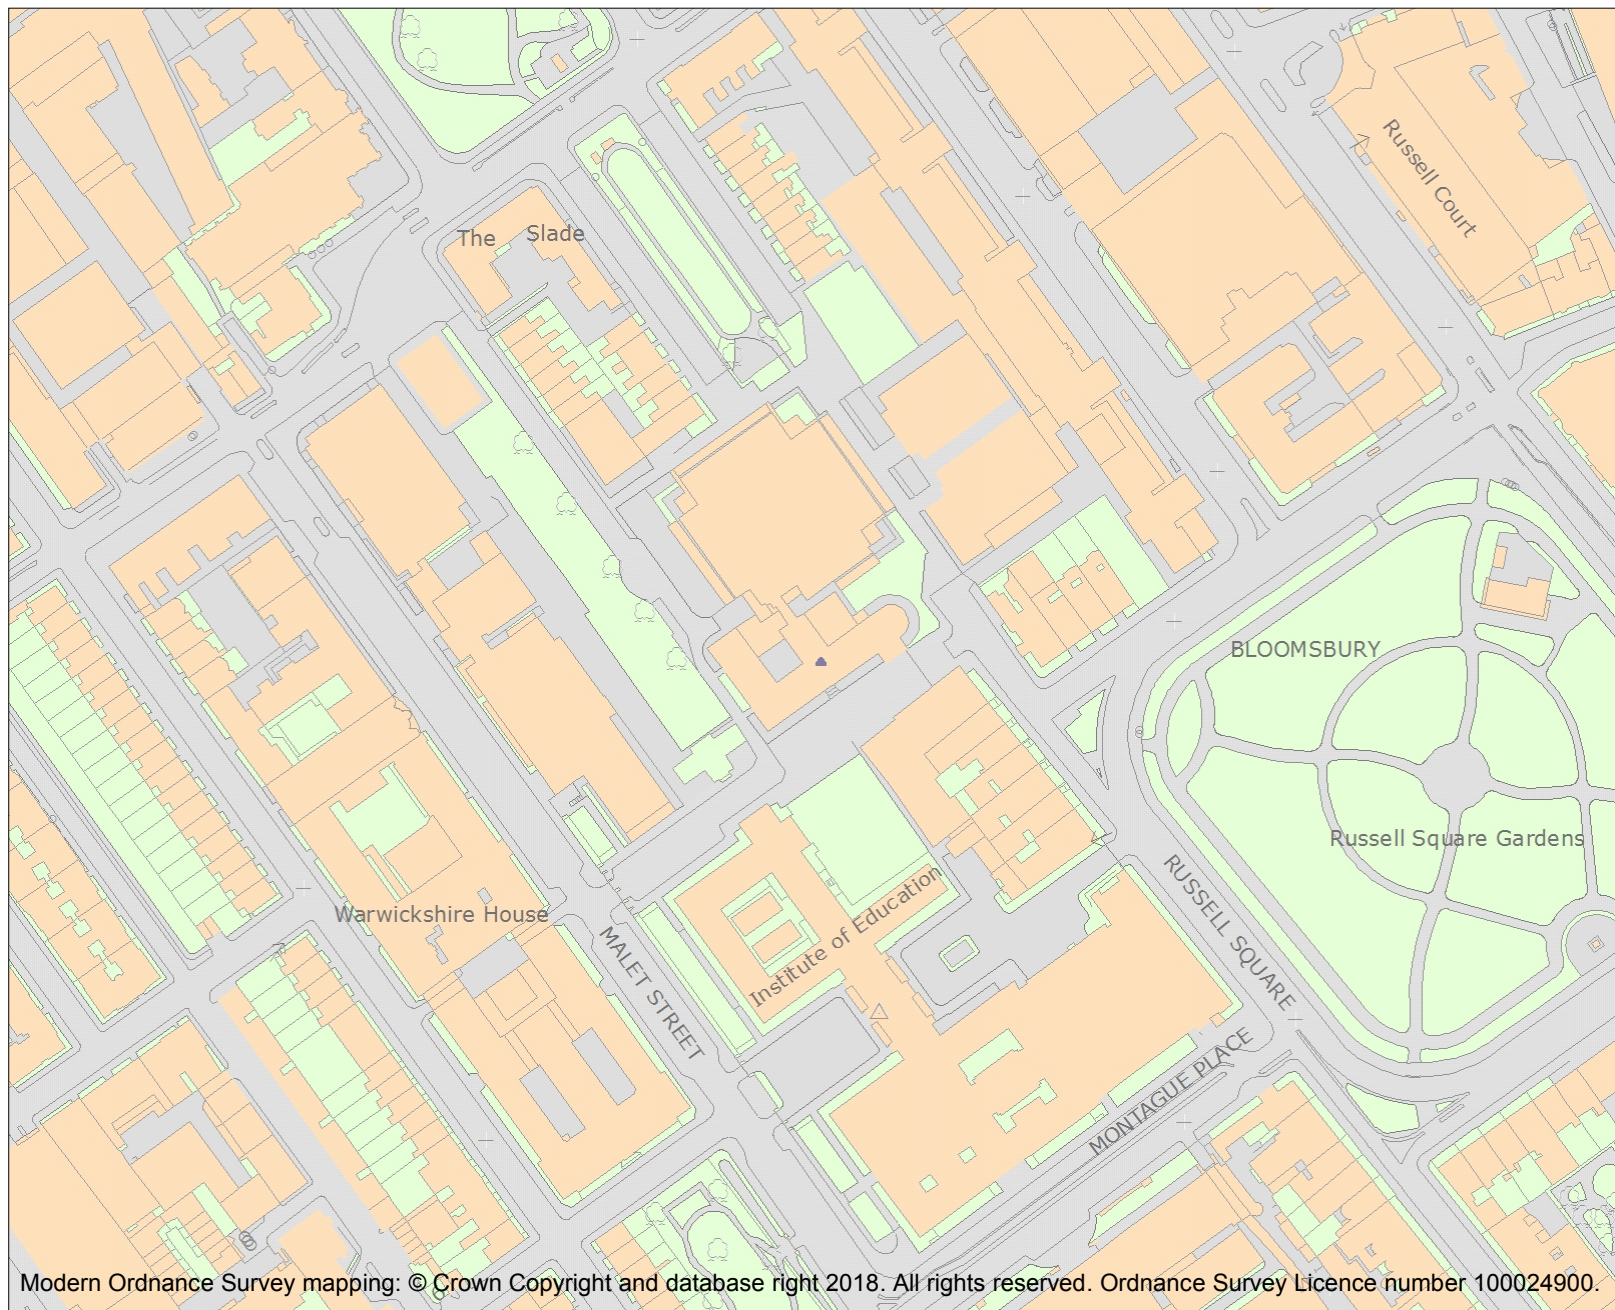 Russell Court
The Slade
BLOOMSBURY
Russell Square Gardens
Warwickshire House
MALET STREET
Institute of Education
RUSSELL SQUARE
MONTAGUE PLACE
Modern Ordnance Survey mapping: © Crown Copyright and database right 2018. All rights reserved. Ordnance Survey Licence number 100024900.